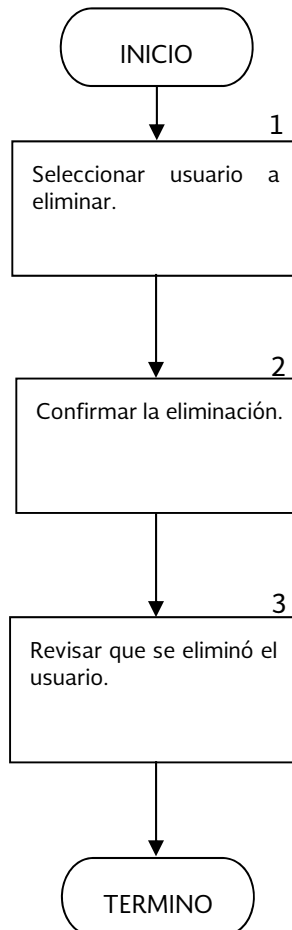 INICIO
1
Seleccionar usuario a
eliminar.
2
Confirmar la eliminación.
3
Revisar que se eliminó el
usuario.
TERMINO